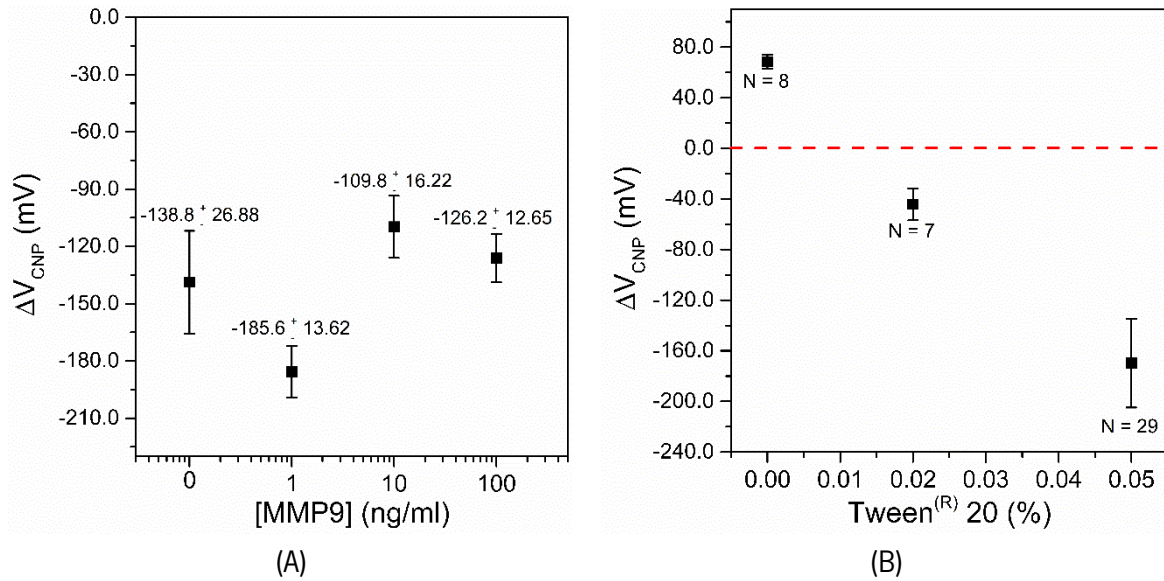 0.0
-30.0
-60.0
-90.0
-120.0
-150.0
-180.0
-210.0
ΔV_CNP (mV)
-138.8 ± 26.88
-185.6 ± 13.62
-109.8 ± 16.22
-126.2 ± 12.65
0 1 10 100
[MMP9] (ng/ml)
(A)
80.0
40.0
0.0
-40.0
-80.0
-120.0
-160.0
-200.0
-240.0
ΔV_CNP (mV)
N = 8
N = 7
N = 29
0.00 0.01 0.02 0.03 0.04 0.05
Tween(R) 20 (%)
(B)